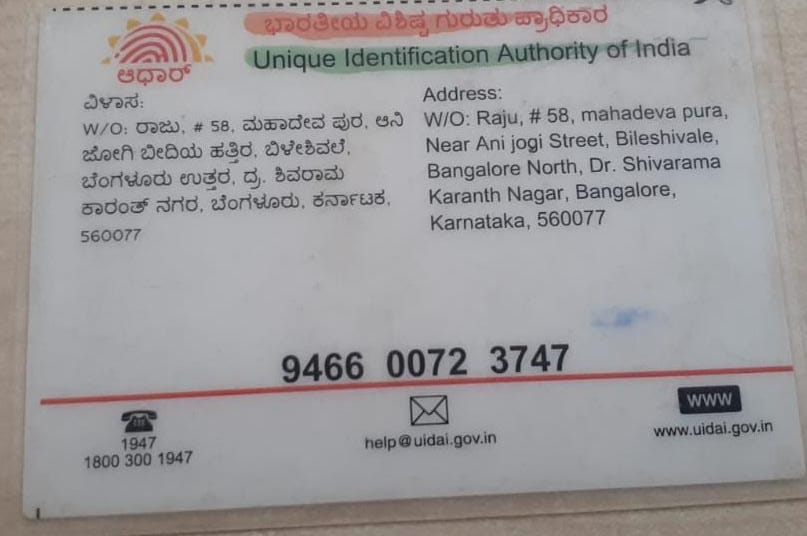 ಭಾರತೀಯ ವಿಶಿಷ್ಟ ಗುರುತು ಪ್ರಾಧಿಕಾರ
Unique Identification Authority of India
ಆಧಾರ್
ವಿಳಾಸ:
W/O: ರಾಜು, # 58, ಮಹಾದೇವ ಪುರ, ಆನಿ
ಜೋಗಿ ಬೀದಿಯ ಹತ್ತಿರ, ಬಿಳೇಶಿವಲೆ,
ಬೆಂಗಳೂರು ಉತ್ತರ, ದ್ರ. ಶಿವರಾಮ
ಕಾರಂತ್ ನಗರ, ಬೆಂಗಳೂರು, ಕರ್ನಾಟಕ,
560077
Address:
W/O: Raju, # 58, mahadeva pura,
Near Ani jogi Street, Bileshivale,
Bangalore North, Dr. Shivarama
Karanth Nagar, Bangalore,
Karnataka, 560077
9466 0072 3747
1947
1800 300 1947
help@uidai.gov.in
WWW
www.uidai.gov.in